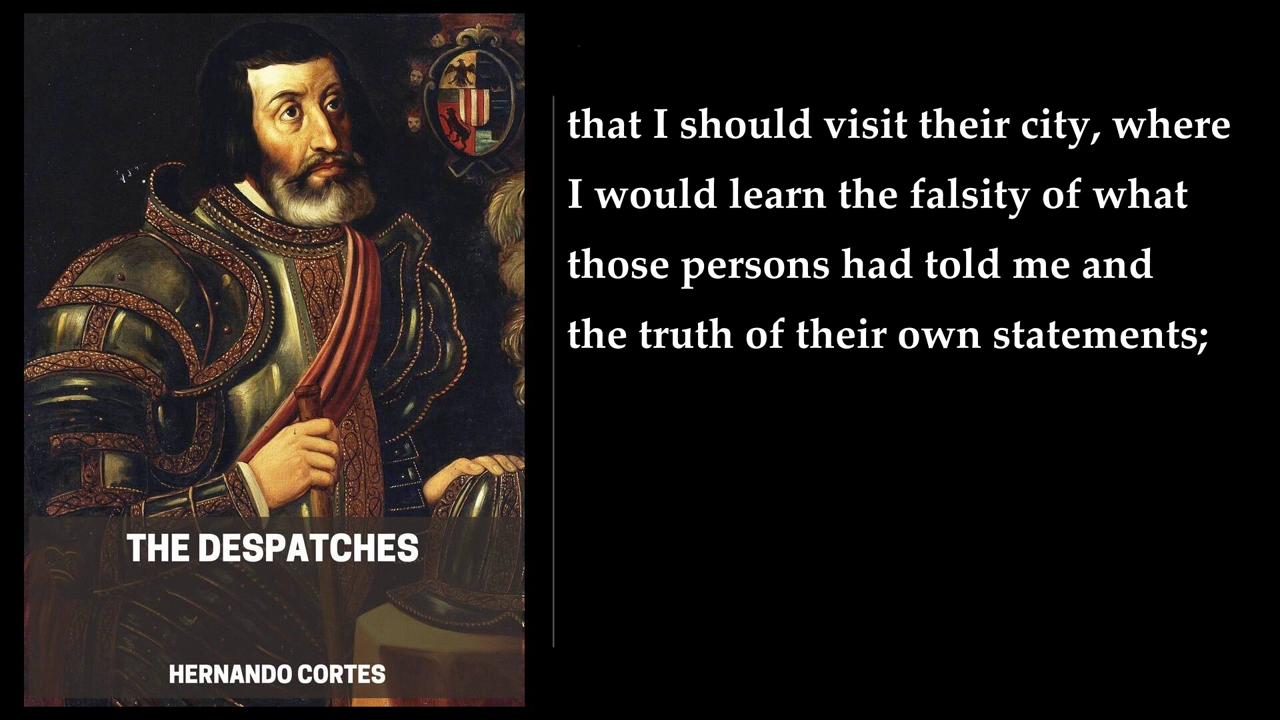 THE DESPATCHES
HERNANDO CORTES
that I should visit their city, where
I would learn the falsity of what
those persons had told me and
the truth of their own statements;